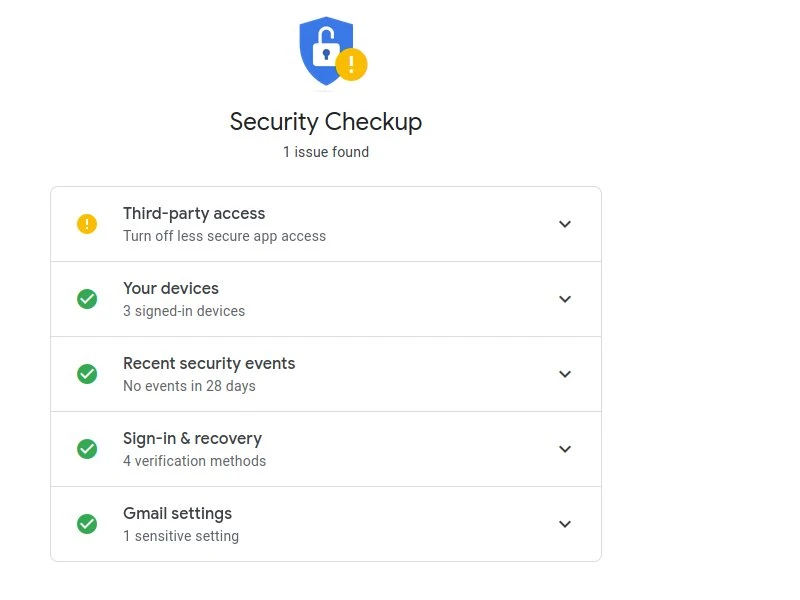 Security Checkup
1 issue found
Third-party access
Turn off less secure app access
Your devices
3 signed-in devices
Recent security events
No events in 28 days
Sign-in & recovery
4 verification methods
Gmail settings
1 sensitive setting